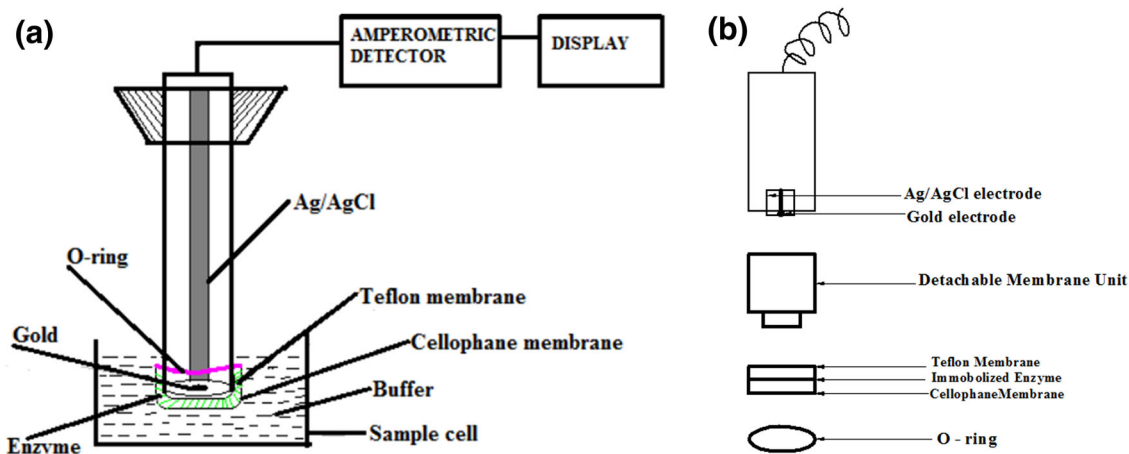 (a)
AMPEROMETRIC
DETECTOR
DISPLAY
Ag/AgCl
O-ring
Teflon membrane
Gold
Cellophane membrane
Buffer
Enzyme
Sample cell
(b)
Ag/AgCL electrode
Gold electrode
Detachable Membrane Unit
Teflon Membrane
Immobolized Enzyme
CellophaneMembrane
O - ring